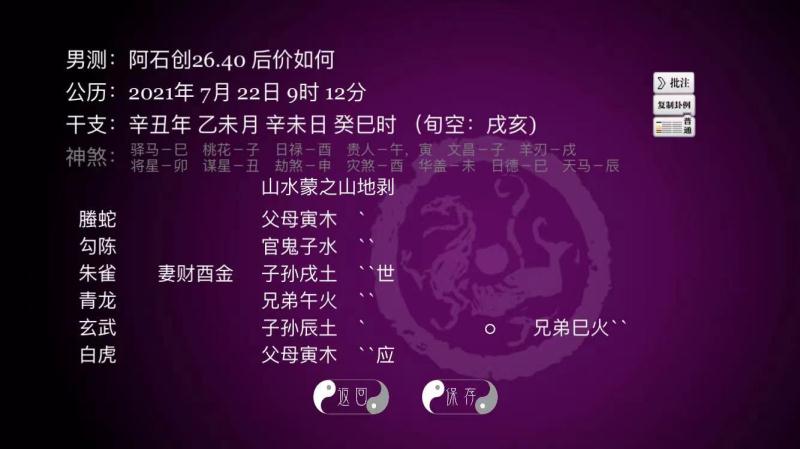 男测：阿石创26.40 后价如何
公历：2021年 7月 22日 9时 12分
批注
复制卦例
普通
干支：辛丑年 乙未月 辛未日 癸巳时 （旬空：戌亥）
神煞：驿马－巳 桃花－子 日禄－酉 贵人－午，寅 文昌－子 羊刃－戌
将星－卯 谋星－丑 劫煞－申 灾煞－酉 华盖－未 日德－巳 天马－辰
山水蒙之山地剥
螣蛇 父母寅木 `
勾陈 官鬼子水 ``
朱雀 妻财酉金 子孙戌土 ``世
青龙 兄弟午火 ``
玄武 子孙辰土 ` o 兄弟巳火``
白虎 父母寅木 ``应
返回 保存